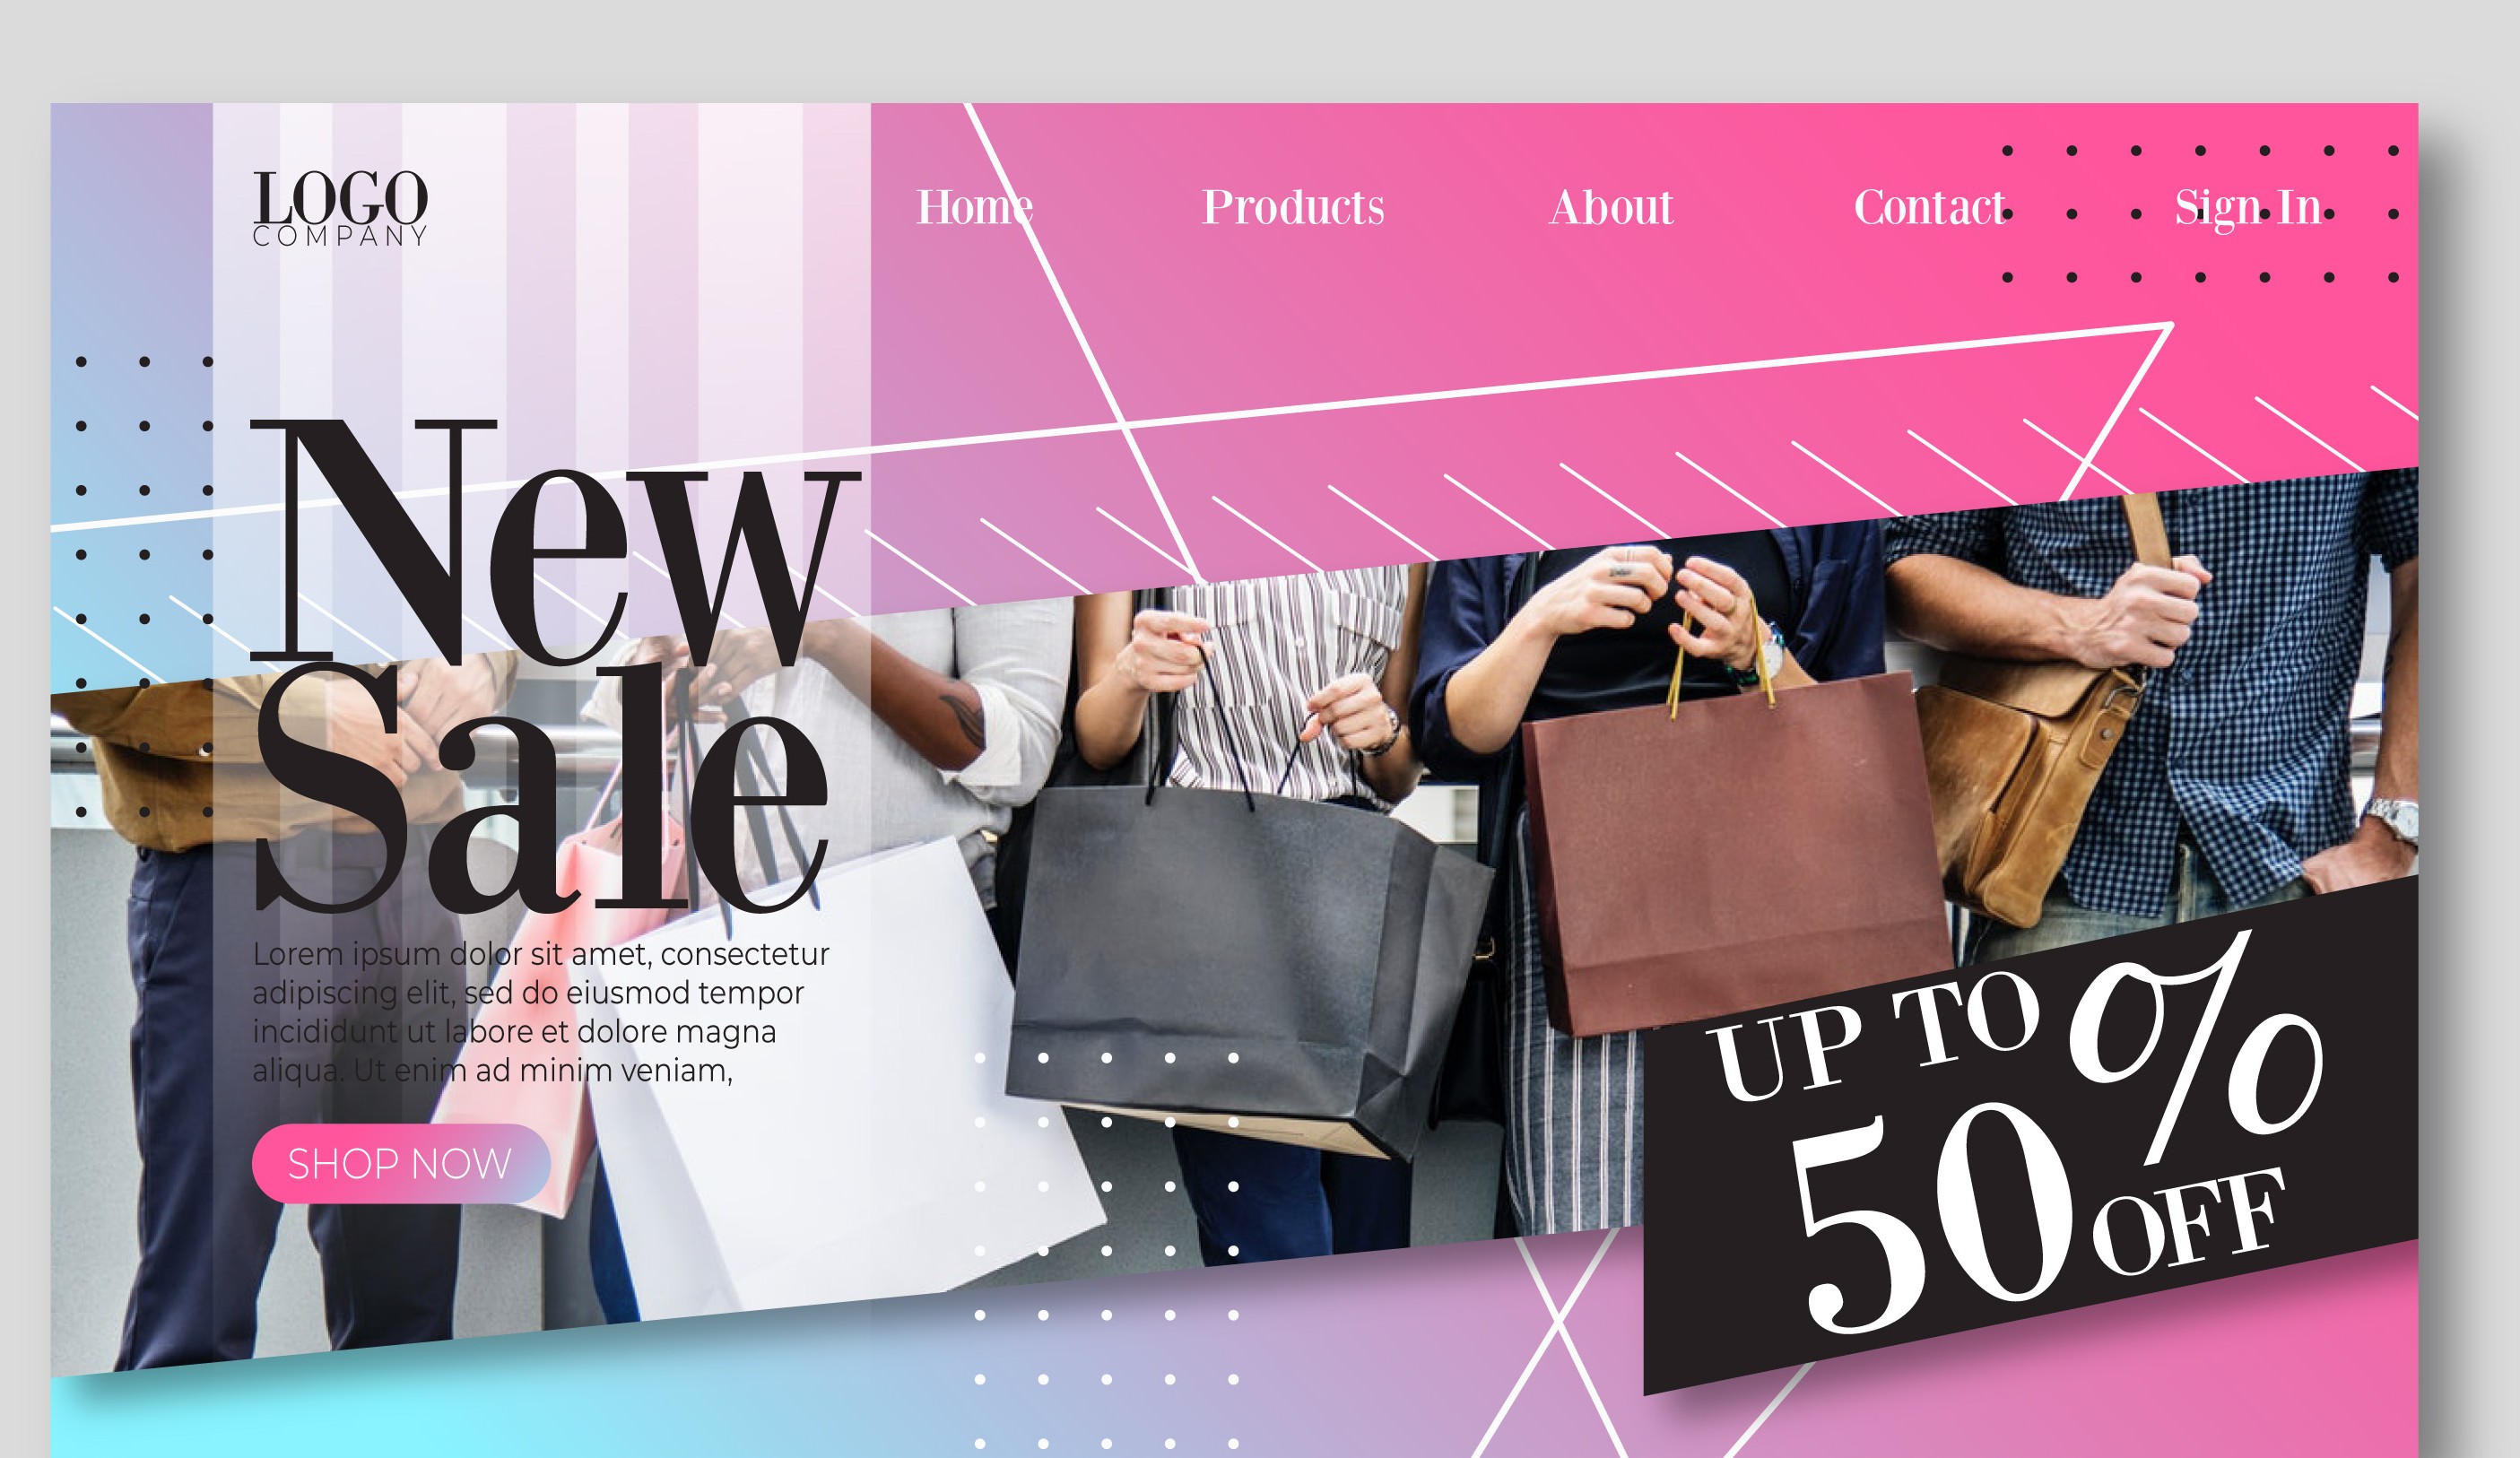 LOGO
COMPANY
Home Products About Contact Sign In
New
Sale
Lorem ipsum dolor sit amet, consectetur
adipiscing elit, sed do eiusmod tempor
incididunt ut labore et dolore magna
aliqua. Ut enim ad minim veniam,
SHOP NOW
UP TO
50%
OFF